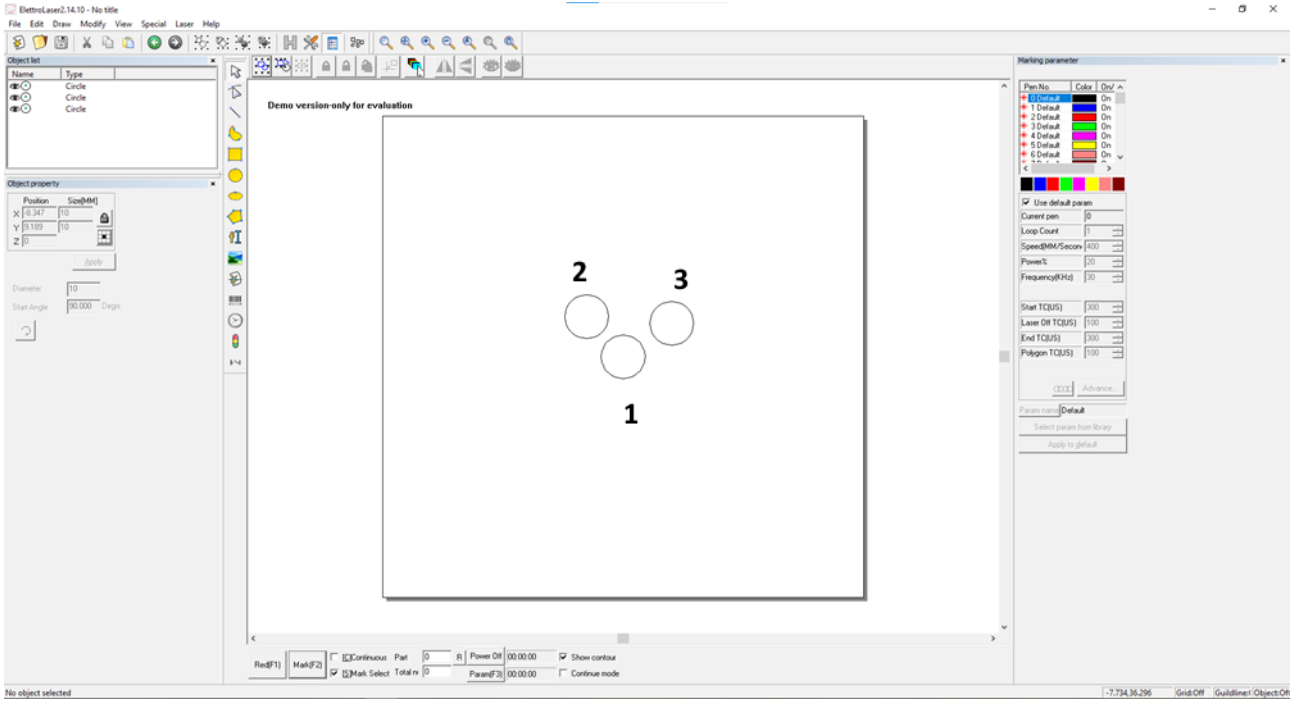 ElettroLaser2.14.10 - No title
File Edit Draw Modify View Special Laser Help
Object list
Name Type
Circle
Circle
Circle
Object property
Position Size[MM]
X -8.347 10
Y 9.189 10
Z 0
Apply
Diameter 10
Start Angle 90.000 Degre
Demo version-only for evaluation
2
3
1
Marking parameter
Pen No. Color On/
0 Default On
1 Default On
2 Default On
3 Default On
4 Default On
5 Default On
6 Default On
Use default param
Current pen 0
Loop Count 1
Speed(MM/Secon 400
Power% 20
Frequency(KHz) 30
Start TC(US) 300
Laser Off TC(US) 100
End TC(US) 300
Polygon TC(US) 100
Advance...
Param name Default
Select param from library
Apply to default
Red(F1) Mark(F2)
[C]Continuous Part 0 R Power Off 00:00:00 Show contour
[S]Mark Select Total n 0 Param(F3) 00:00:00 Continue mode
No object selected
-7.734,36.296 Grid:Off Guildline:( Object:Off